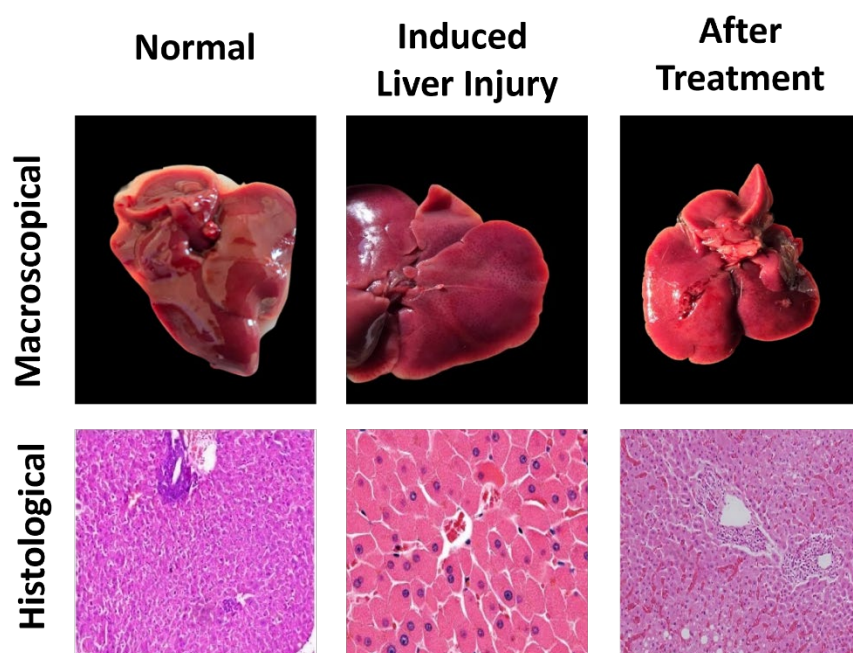 Normal
Induced
Liver Injury
After
Treatment
Macroscopical
Histological